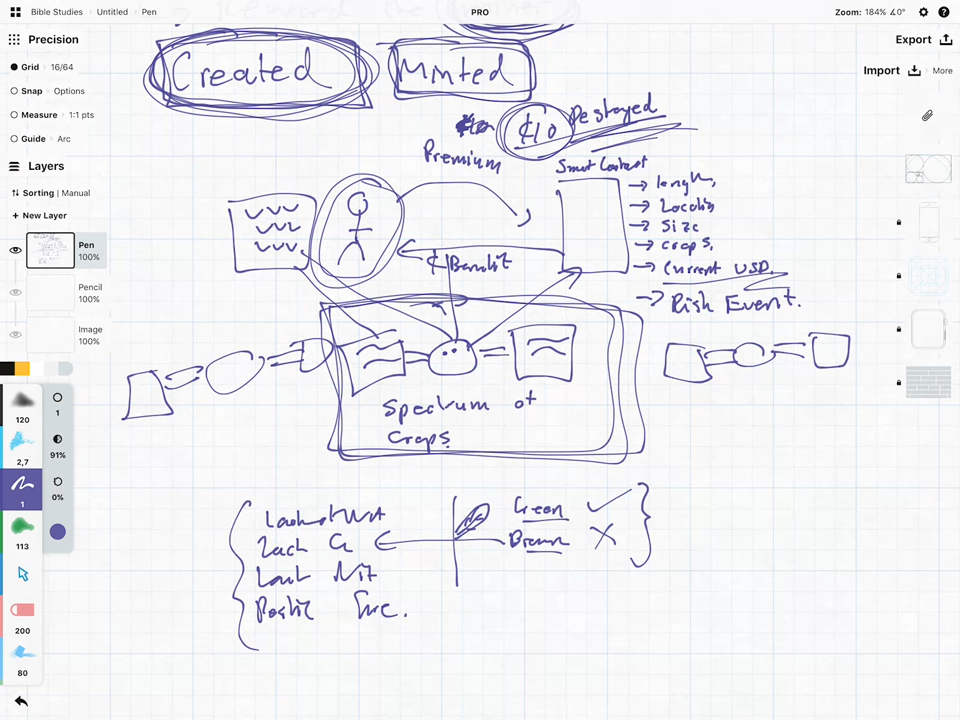 Bible Studies
Untitled
Pen
PRO
Zoom: 184% ∡0°
Precision
Export
Grid
16/64
Import
More
Snap
Options
Measure
1:1 pts
Guide
Arc
Layers
Sorting | Manual
+ New Layer
Pen
100%
Pencil
100%
Image
100%
120
1
2,7
91%
1
0%
113
200
80
Created
Minted
¢10
Destroyed
Premium
Smart Contract
→ length,
→ Location
→ Size
→ crops.
→ Current USD.
→ Risk Event.
Spectrum of
Crops.
Green ✓
Brown X